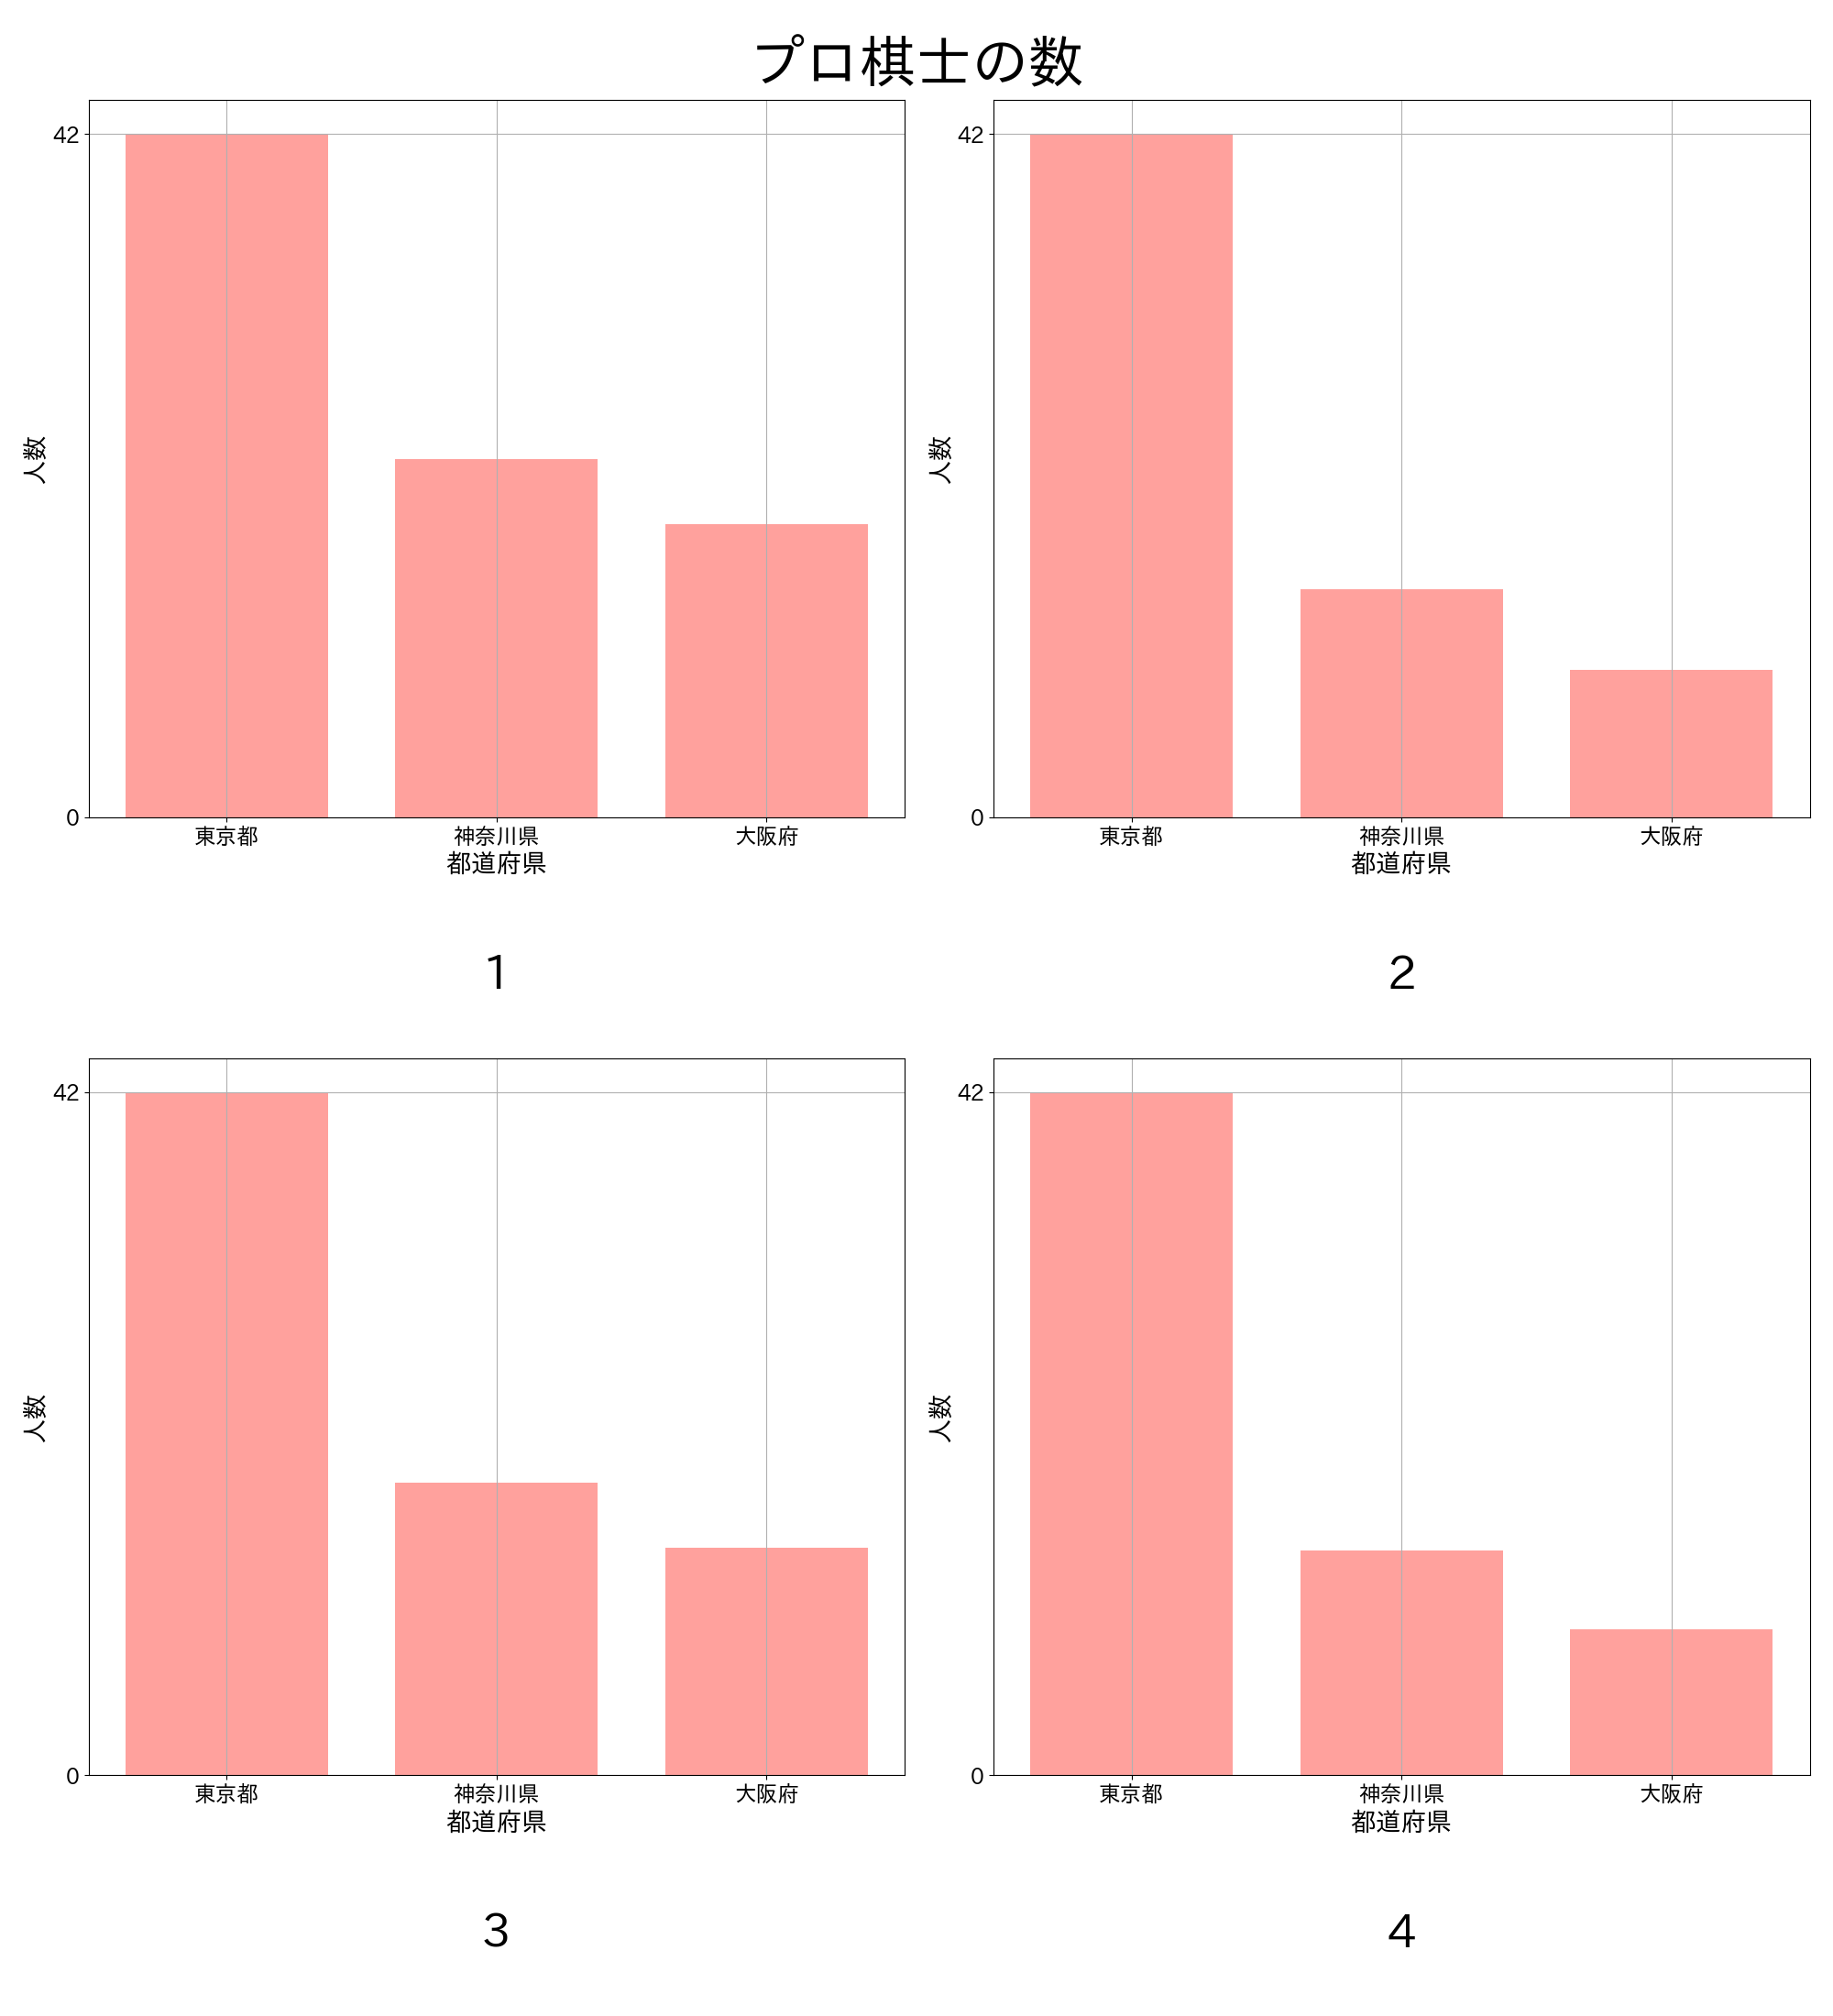 プロ棋士の数
42
人数
0
東京都 神奈川県 大阪府
都道府県
1
42
人数
0
東京都 神奈川県 大阪府
都道府県
2
42
人数
0
東京都 神奈川県 大阪府
都道府県
3
42
人数
0
東京都 神奈川県 大阪府
都道府県
4